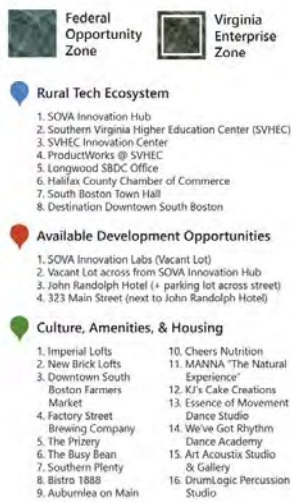 Federal
Opportunity
Zone
Virginia
Enterprise
Zone
Rural Tech Ecosystem
1. SOVA Innovation Hub
2. Southern Virginia Higher Education Center (SVHEC)
3. SVHEC Innovation Center
4. ProductWorks @ SVHEC
5. Longwood SBDC Office
6. Halifax County Chamber of Commerce
7. South Boston Town Hall
8. Destination Downtown South Boston
Available Development Opportunities
1. SOVA Innovation Labs (Vacant Lot)
2. Vacant Lot across from SOVA Innovation Hub
3. John Randolph Hotel (+ parking lot across street)
4. 323 Main Street (next to John Randolph Hotel)
Culture, Amenities, & Housing
1. Imperial Lofts
2. New Brick Lofts
3. Downtown South
Boston Farmers
Market
4. Factory Street
Brewing Company
5. The Prizery
6. The Busy Bean
7. Southern Plenty
8. Bistro 1888
9. Auburnlea on Main
10. Cheers Nutrition
11. MANNA "The Natural
Experience"
12. KJ's Cake Creations
13. Essence of Movement
Dance Studio
14. We've Got Rhythm
Dance Academy
15. Art Acoustix Studio
& Gallery
16. DrumLogic Percussion
Studio